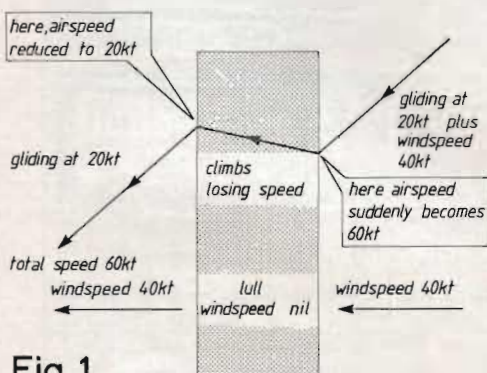 here, airspeed
reduced to 20kt
gliding at
20kt plus
windspeed
40kt
gliding at 20kt
climbs
losing speed
here airspeed
suddenly becomes
60kt
total speed 60kt
windspeed 40kt
lull
windspeed nil
windspeed 40kt
Fig 1